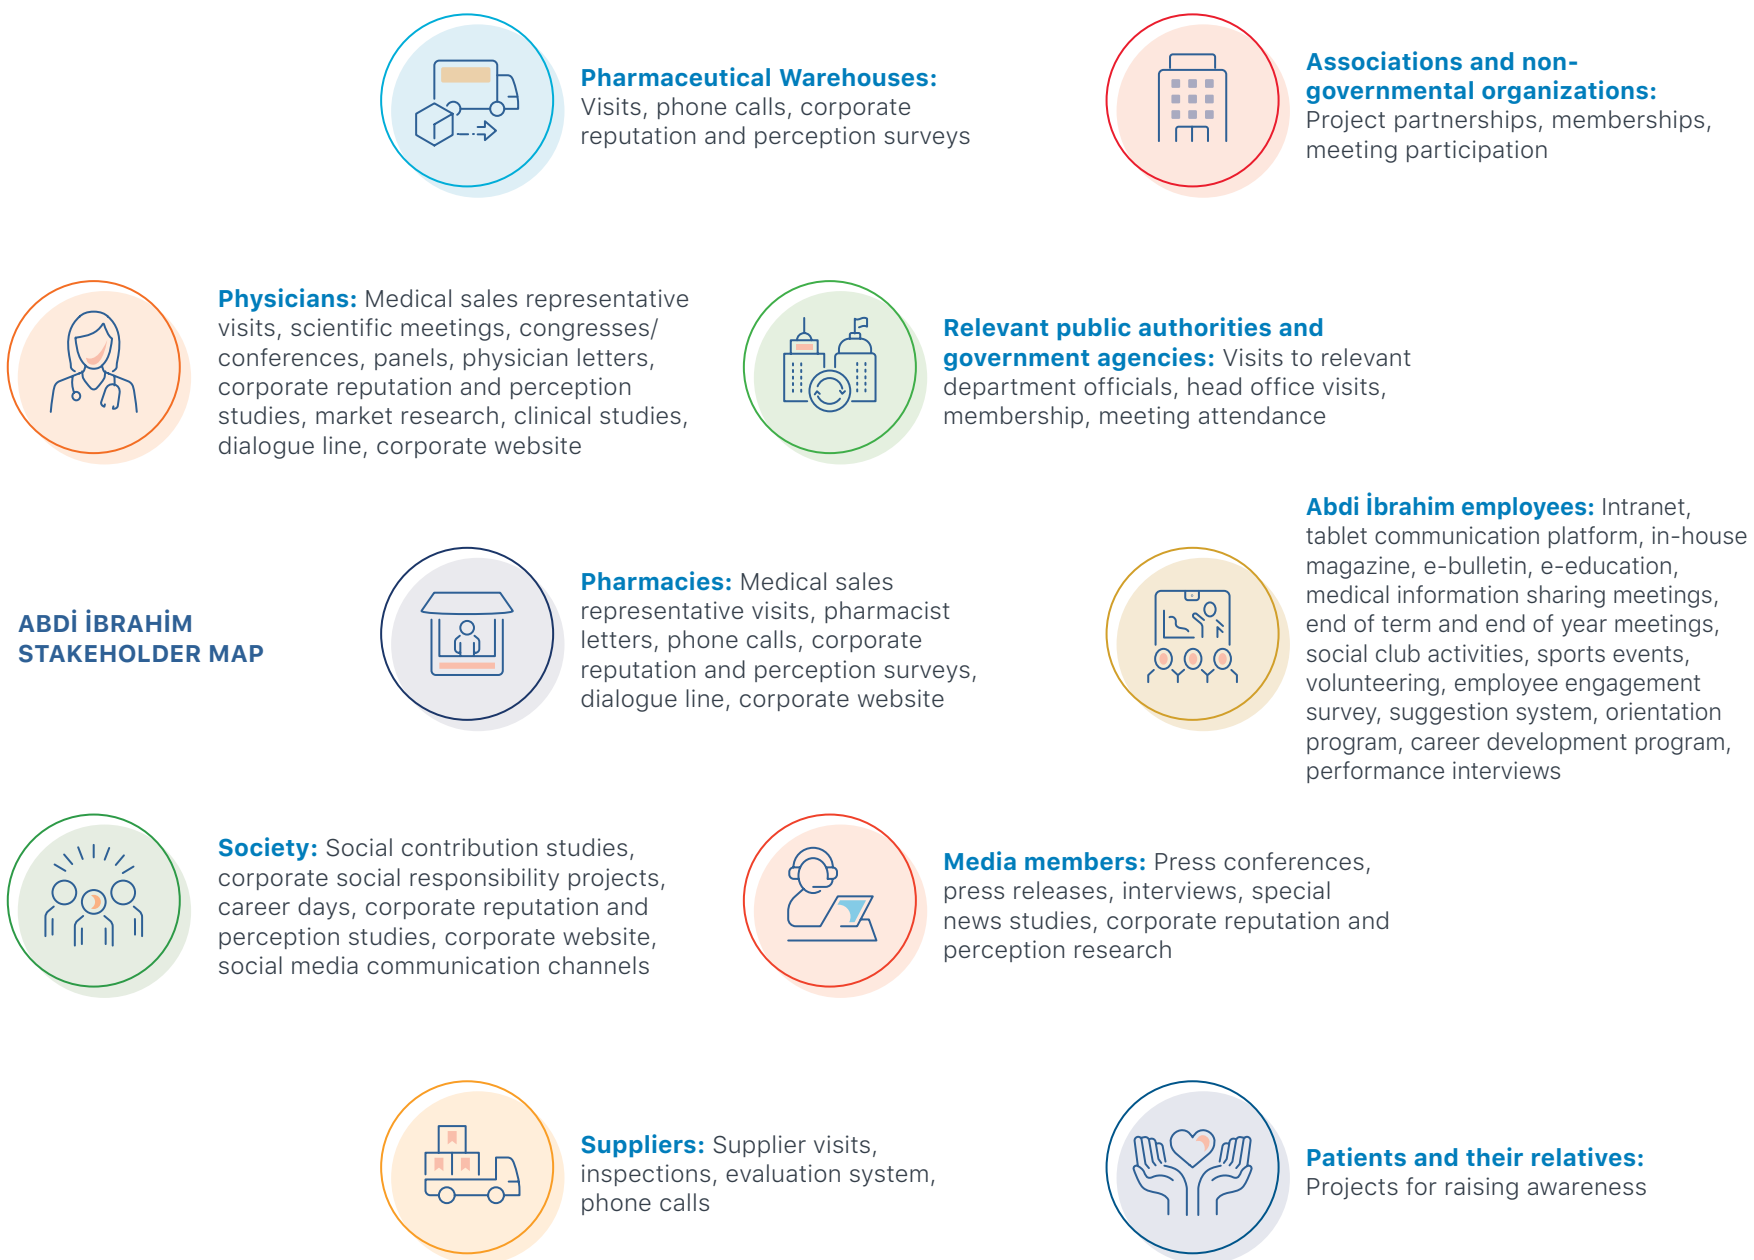 Pharmaceutical Warehouses:
Visits, phone calls, corporate
reputation and perception surveys
Associations and non-
governmental organizations:
Project partnerships, memberships,
meeting participation
Physicians: Medical sales representative
visits, scientific meetings, congresses/
conferences, panels, physician letters,
corporate reputation and perception
studies, market research, clinical studies,
dialogue line, corporate website
Relevant public authorities and
government agencies: Visits to relevant
department officials, head office visits,
membership, meeting attendance
ABDİ İBRAHİM
STAKEHOLDER MAP
Pharmacies: Medical sales
representative visits, pharmacist
letters, phone calls, corporate
reputation and perception surveys,
dialogue line, corporate website
Abdi İbrahim employees: Intranet,
tablet communication platform, in-house
magazine, e-bulletin, e-education,
medical information sharing meetings,
end of term and end of year meetings,
social club activities, sports events,
volunteering, employee engagement
survey, suggestion system, orientation
program, career development program,
performance interviews
Society: Social contribution studies,
corporate social responsibility projects,
career days, corporate reputation and
perception studies, corporate website,
social media communication channels
Media members: Press conferences,
press releases, interviews, special
news studies, corporate reputation and
perception research
Suppliers: Supplier visits,
inspections, evaluation system,
phone calls
Patients and their relatives:
Projects for raising awareness